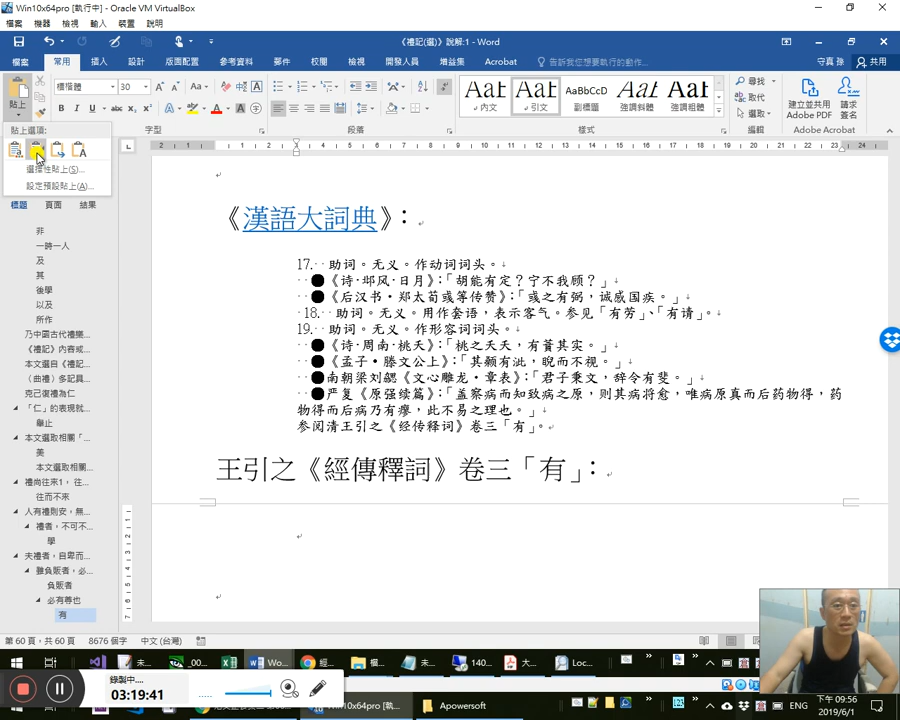 Win10x64pro [執行中] - Oracle VM VirtualBox
檔案 機器 檢視 輸入 裝置 說明
《禮記(選)》說解:1 - Word
檔案 常用 插入 設計 版面配置 參考資料 郵件 校閱 檢視 開發人員 增益集 Acrobat 告訴我您想要執行的動作... 守真 孫 共用
貼上 標楷體 30 AaBbCcD 尋找 取代 選取 建立並共用 Adobe PDF 請求 簽名
內文 引文 副標題 強調斜體 強調粗體
字型 段落 樣式 編輯 Adobe Acrobat
貼上選項:
選擇性貼上(S)...
設定預設貼上(A)...
標題 頁面 結果
非
一時一人
及
其
後學
以及
所作
乃中國古代禮樂...
《禮記》內容或...
本文選自《禮記...
（曲禮）多記具...
克己復禮為仁
「仁」的表現就...
舉止
本文選取相關「...
美
本文選取相關...
禮尚往來1， 往...
往而不來
人有禮則安，無...
禮者，不可不...
學
夫禮者，自卑而...
雖負販者，必...
負販者
必有尊也
有
《漢語大詞典》：
17. 助词。无义。作动词词头。
●《诗·邶风·日月》：「胡能有定？宁不我顾？」
●《后汉书·郑太荀彧等传赞》：「彧之有弼，诚感国疾。」
18. 助词。无义。用作套语，表示客气。参见「有劳」、「有请」。
19. 助词。无义。作形容词词头。
●《诗·周南·桃夭》：「桃之夭夭，有蕡其实。」
●《孟子·滕文公上》：「其颡有泚，睨而不視。」
●南朝梁刘勰《文心雕龙·章表》：「君子秉文，辞令有斐。」
●严复《原强续篇》：「盖察病而知致病之原，则其病将愈，唯病原真而后药物得，药
物得而后病乃有瘳，此不易之理也。」
参阅清王引之《经传释词》卷三「有」。
王引之《經傳釋詞》卷三「有」：
第 60 頁，共 60 頁 8676 個字 中文 (台灣)
未... _00... Wo... 經... 櫃... 未... 140... 大... Loc...
錄製中...
03:19:41
Win10x64pro [執... Apowersoft
ENG
下午 09:56
2019/6/1